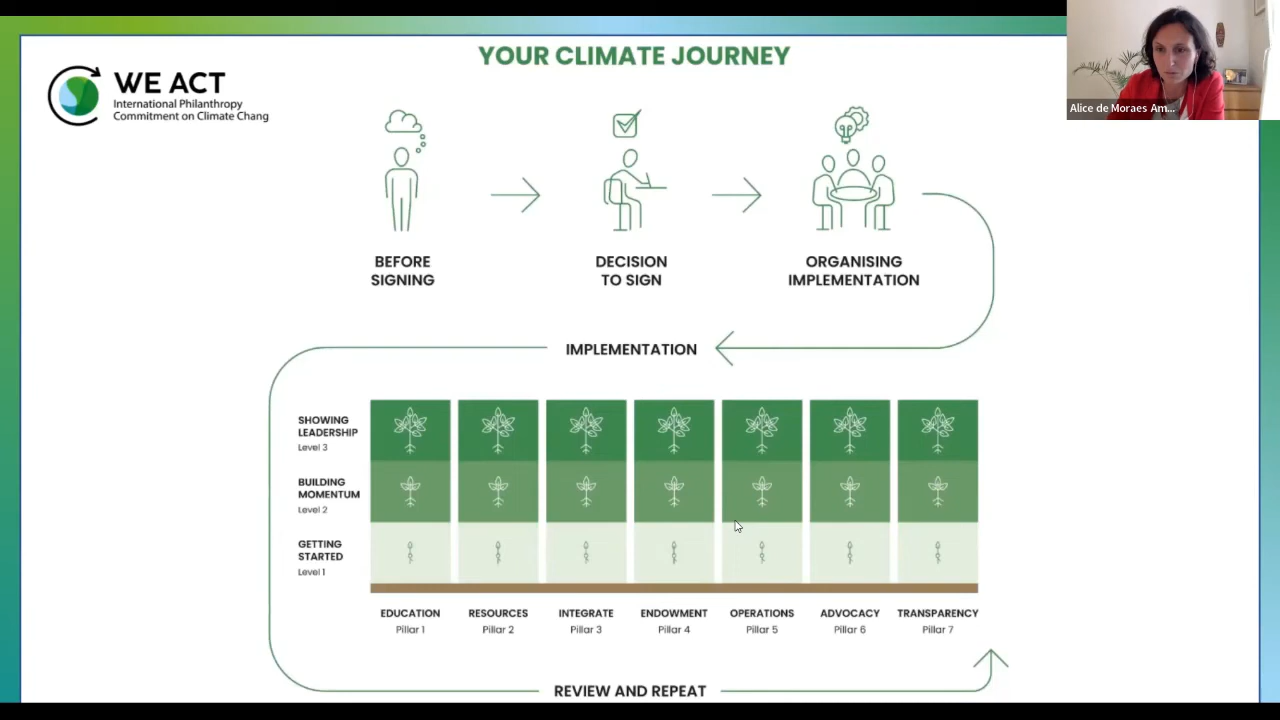 YOUR CLIMATE JOURNEY
WE ACT
International Philanthropy
Commitment on Climate Chang
Alice de Moraes Am...
BEFORE
SIGNING
DECISION
TO SIGN
ORGANISING
IMPLEMENTATION
IMPLEMENTATION
SHOWING
LEADERSHIP
Level 3
BUILDING
MOMENTUM
Level 2
GETTING
STARTED
Level 1
EDUCATION
Pillar 1
RESOURCES
Pillar 2
INTEGRATE
Pillar 3
ENDOWMENT
Pillar 4
OPERATIONS
Pillar 5
ADVOCACY
Pillar 6
TRANSPARENCY
Pillar 7
REVIEW AND REPEAT